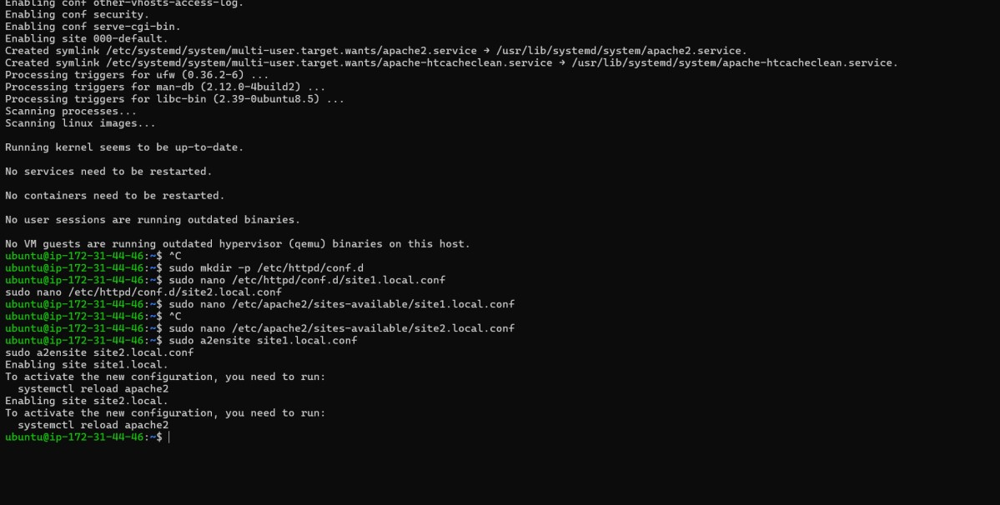 Enabling conf other-vhosts-access-log.
Enabling conf security.
Enabling conf serve-cgi-bin.
Enabling site 000-default.
Created symlink /etc/systemd/system/multi-user.target.wants/apache2.service → /usr/lib/systemd/system/apache2.service.
Created symlink /etc/systemd/system/multi-user.target.wants/apache-htcacheclean.service → /usr/lib/systemd/system/apache-htcacheclean.service.
Processing triggers for ufw (0.36.2-6) ...
Processing triggers for man-db (2.12.0-4build2) ...
Processing triggers for libc-bin (2.39-0ubuntu8.5) ...
Scanning processes...
Scanning linux images...
Running kernel seems to be up-to-date.
No services need to be restarted.
No containers need to be restarted.
No user sessions are running outdated binaries.
No VM guests are running outdated hypervisor (qemu) binaries on this host.
ubuntu@ip-172-31-44-46:~$ ^C
ubuntu@ip-172-31-44-46:~$ sudo mkdir -p /etc/httpd/conf.d
ubuntu@ip-172-31-44-46:~$ sudo nano /etc/httpd/conf.d/site1.local.conf
sudo nano /etc/httpd/conf.d/site2.local.conf
ubuntu@ip-172-31-44-46:~$ sudo nano /etc/apache2/sites-available/site1.local.conf
ubuntu@ip-172-31-44-46:~$ ^C
ubuntu@ip-172-31-44-46:~$ sudo nano /etc/apache2/sites-available/site2.local.conf
ubuntu@ip-172-31-44-46:~$ sudo a2ensite site1.local.conf
sudo a2ensite site2.local.conf
Enabling site site1.local.
To activate the new configuration, you need to run:
  systemctl reload apache2
Enabling site site2.local.
To activate the new configuration, you need to run:
  systemctl reload apache2
ubuntu@ip-172-31-44-46:~$